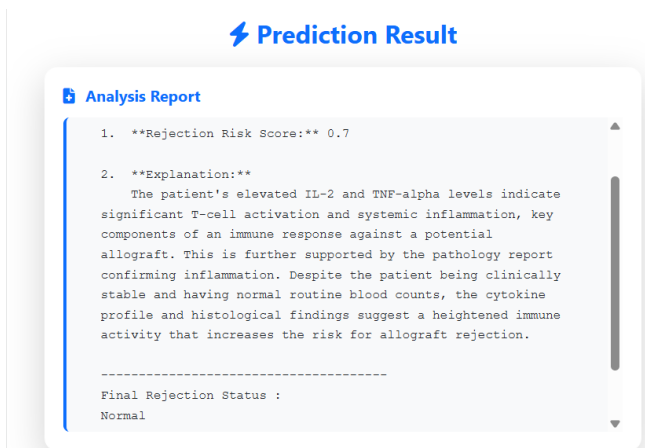 Prediction Result
Analysis Report
1. **Rejection Risk Score:** 0.7
2. **Explanation:**
The patient's elevated IL-2 and TNF-alpha levels indicate
significant T-cell activation and systemic inflammation, key
components of an immune response against a potential
allograft. This is further supported by the pathology report
confirming inflammation. Despite the patient being clinically
stable and having normal routine blood counts, the cytokine
profile and histological findings suggest a heightened immune
activity that increases the risk for allograft rejection.
-------------------------------------
Final Rejection Status :
Normal